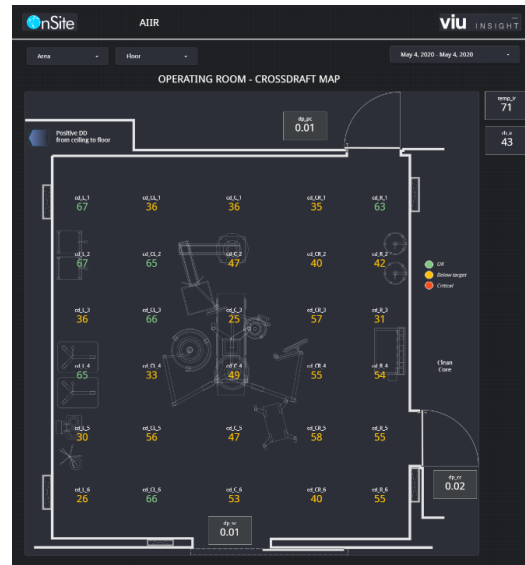 OnSite
AIIR
viu INSIGHT
Area
Floor
May 4, 2020 - May 4, 2020
OPERATING ROOM - CROSSDRAFT MAP
temp_ir
71
43
dp_pc
0.01
Positive DD
from ceiling to floor
cd_L_1
67
cd_CL_1
36
cd_C_1
36
cd_CR_1
35
cd_R_1
63
cd_L_2
67
cd_CL_2
65
cd_C_2
47
cd_CR_2
40
cd_R_2
42
OK
Below target
Critical
cd_L_3
36
cd_CL_3
66
cd_C_3
25
cd_CR_3
57
cd_R_3
31
cd_L_4
65
cd_CL_4
33
cd_C_4
49
cd_CR_4
55
cd_R_4
54
Clean
Core
cd_L_5
30
cd_CL_5
56
cd_C_5
47
cd_CR_5
58
cd_R_5
55
cd_L_6
26
cd_CL_6
66
cd_C_6
53
cd_CR_6
40
cd_R_6
55
dp_cc
0.02
dp_sr
0.01